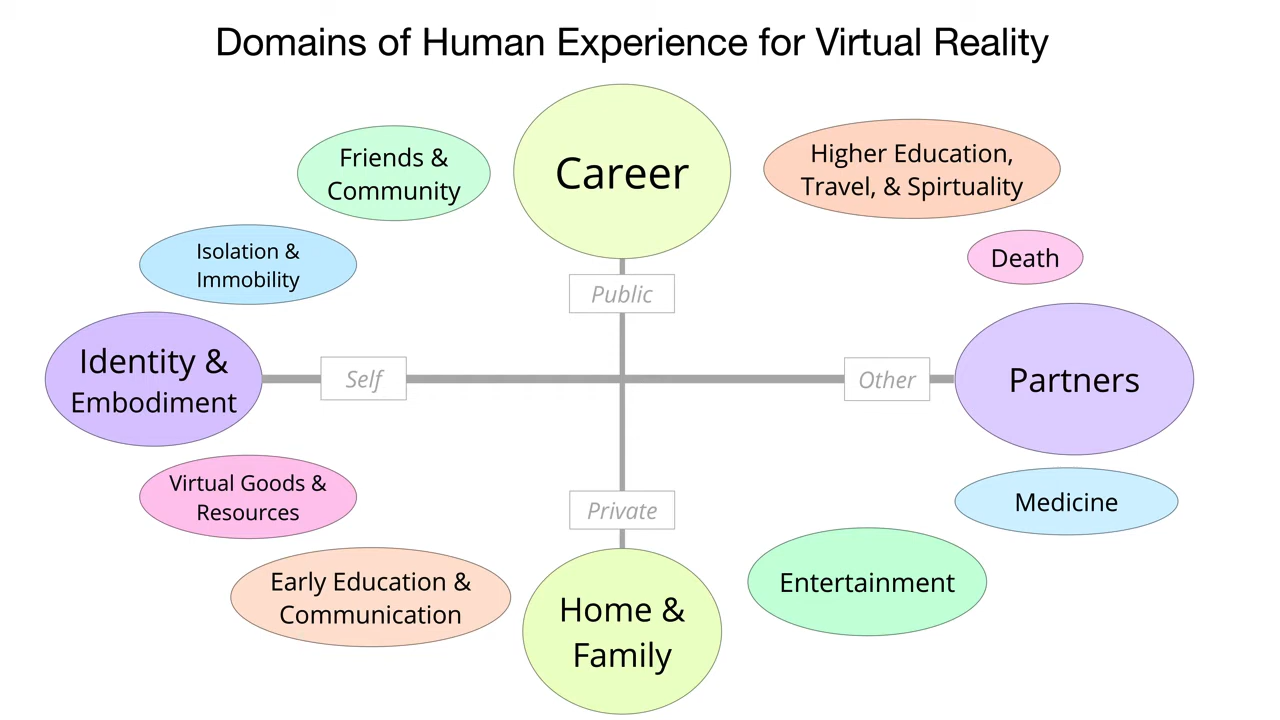 Domains of Human Experience for Virtual Reality
Career
Friends &
Community
Higher Education,
Travel, & Spirtuality
Isolation &
Immobility
Death
Public
Identity &
Embodiment
Self
Other
Partners
Virtual Goods &
Resources
Private
Medicine
Early Education &
Communication
Home &
Family
Entertainment